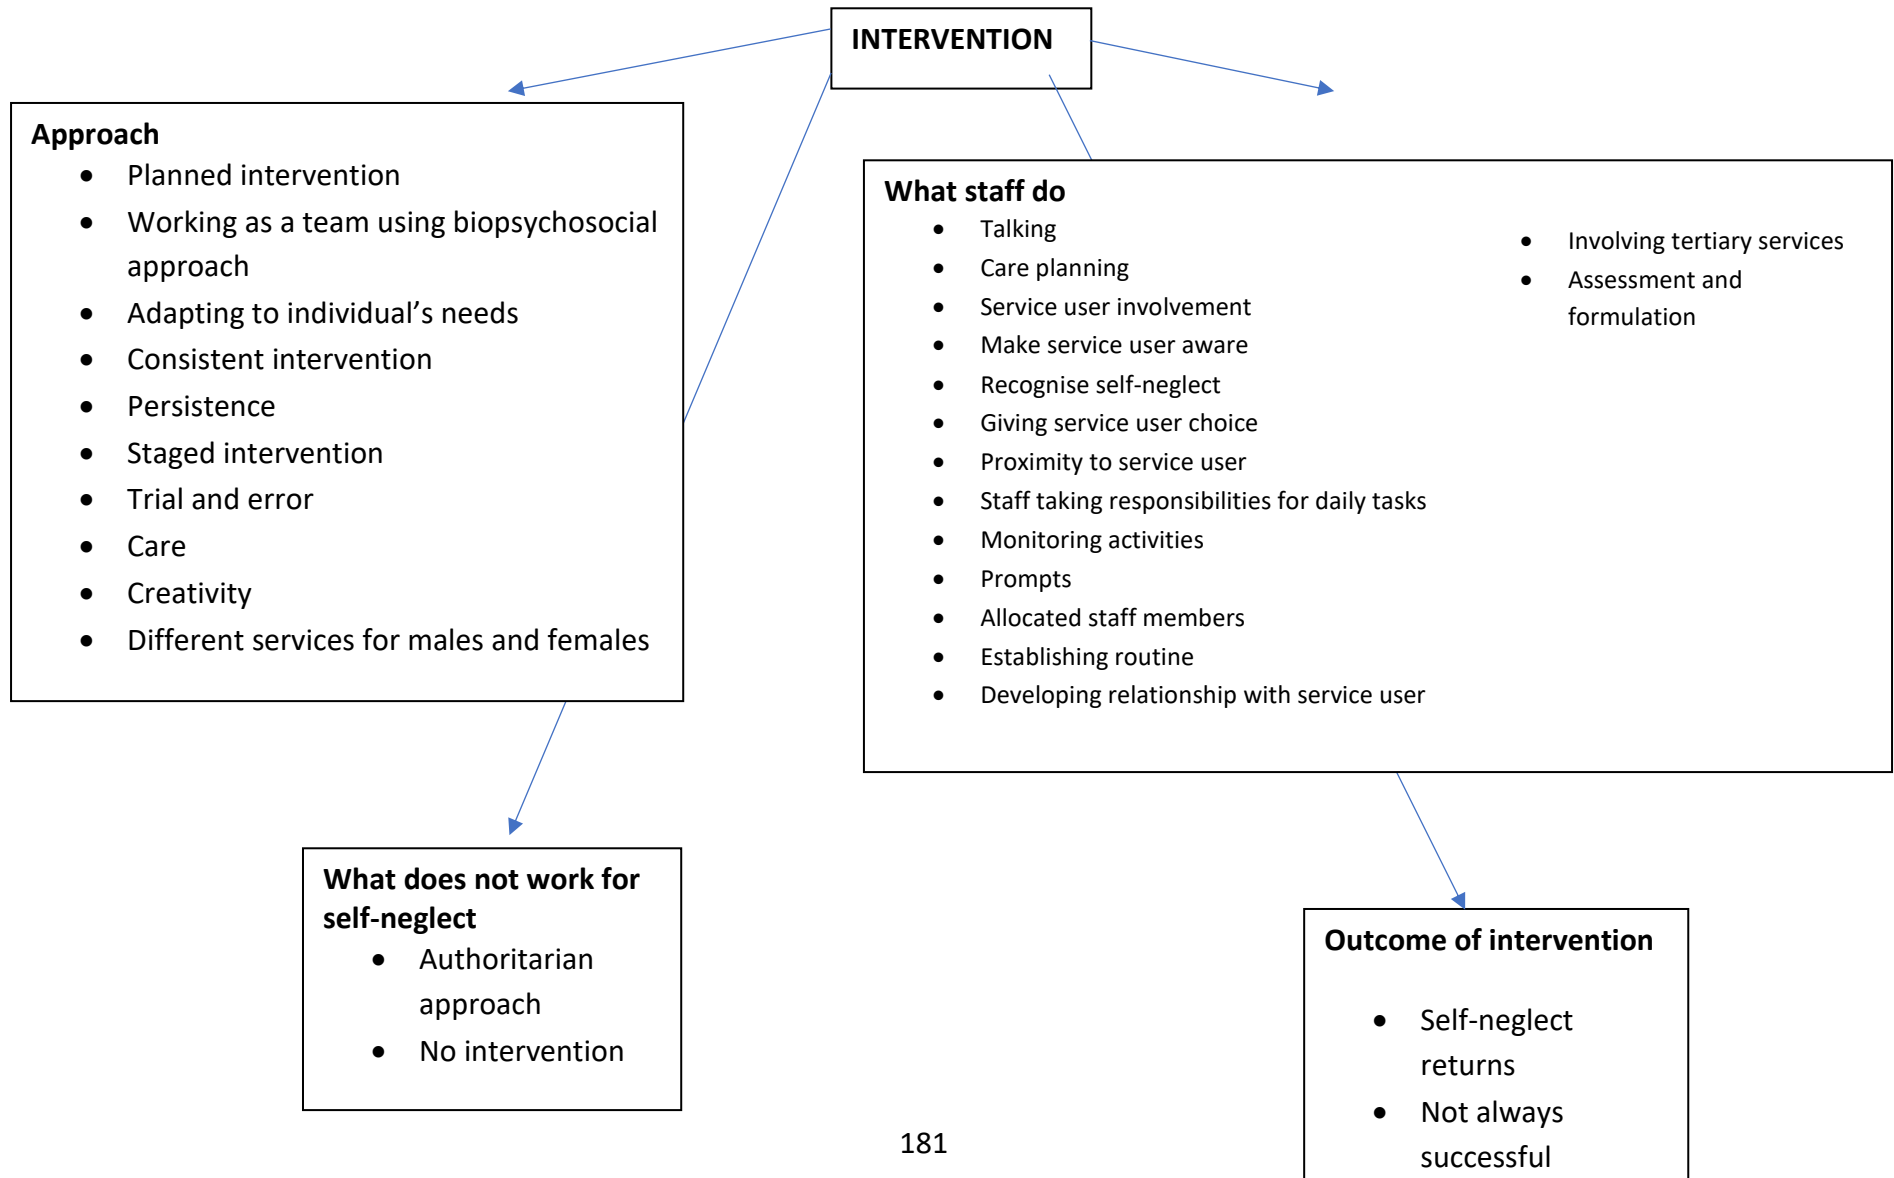 INTERVENTION
Approach
• Planned intervention
• Working as a team using biopsychosocial
approach
• Adapting to individual’s needs
• Consistent intervention
• Persistence
• Staged intervention
• Trial and error
• Care
• Creativity
• Different services for males and females
What staff do
• Talking
• Care planning
• Service user involvement
• Make service user aware
• Recognise self-neglect
• Giving service user choice
• Proximity to service user
• Staff taking responsibilities for daily tasks
• Monitoring activities
• Prompts
• Allocated staff members
• Establishing routine
• Developing relationship with service user
• Involving tertiary services
• Assessment and
formulation
What does not work for
self-neglect
• Authoritarian
approach
• No intervention
Outcome of intervention
• Self-neglect
returns
• Not always
successful
181